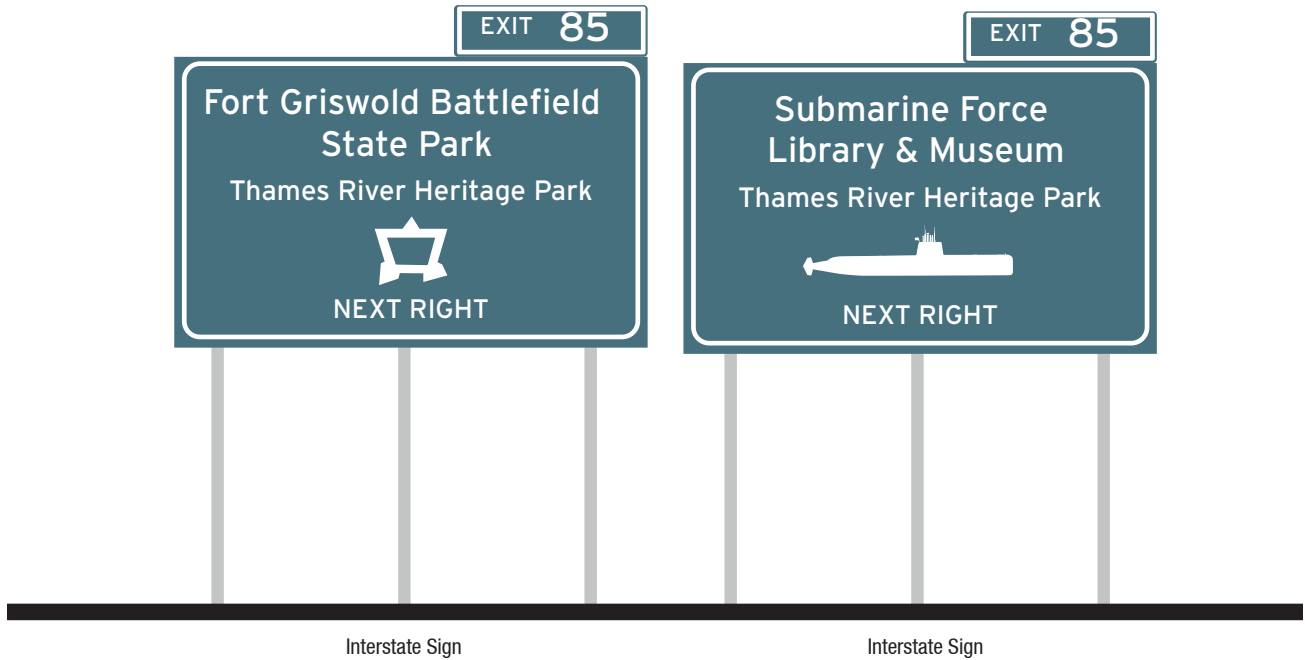 EXIT 85
Fort Griswold Battlefield
State Park
Thames River Heritage Park
NEXT RIGHT
EXIT 85
Submarine Force
Library & Museum
Thames River Heritage Park
NEXT RIGHT
Interstate Sign
Interstate Sign